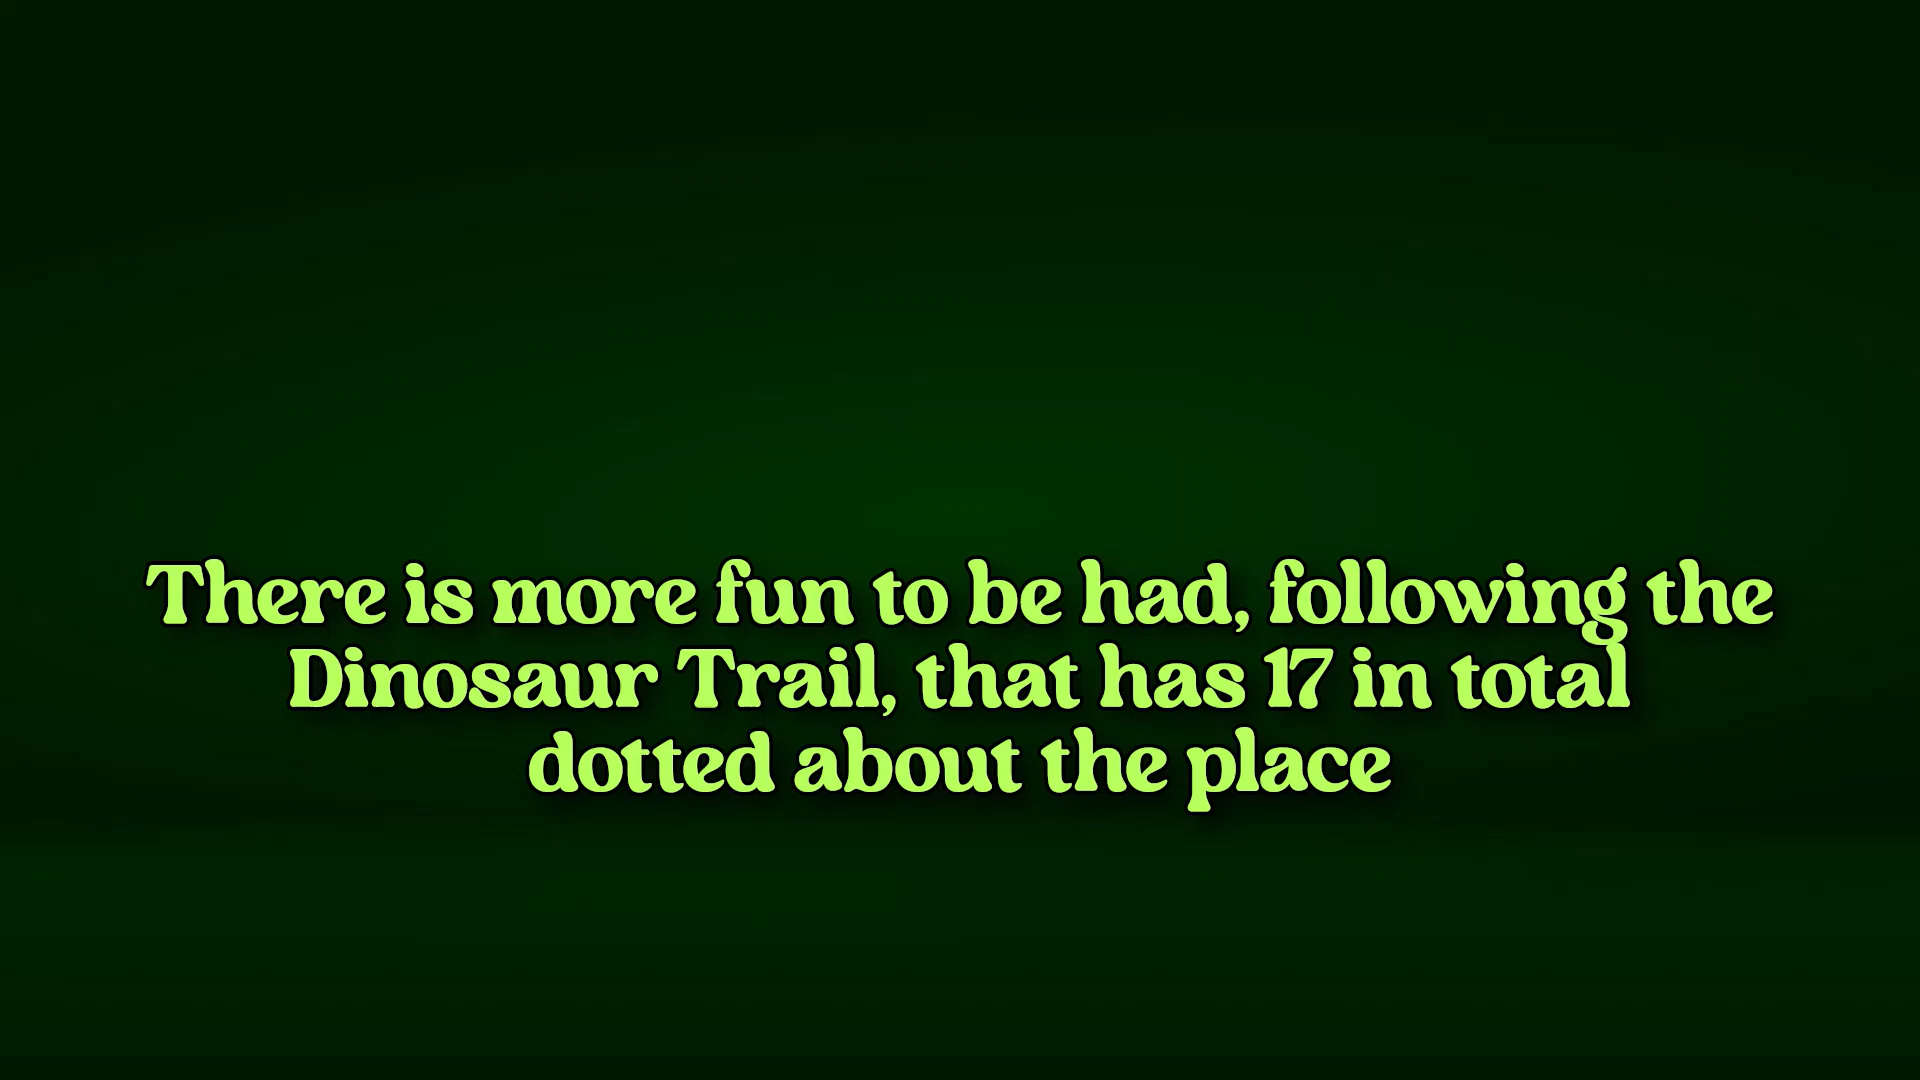 There is more fun to be had, following the
Dinosaur Trail, that has 17 in total
dotted about the place